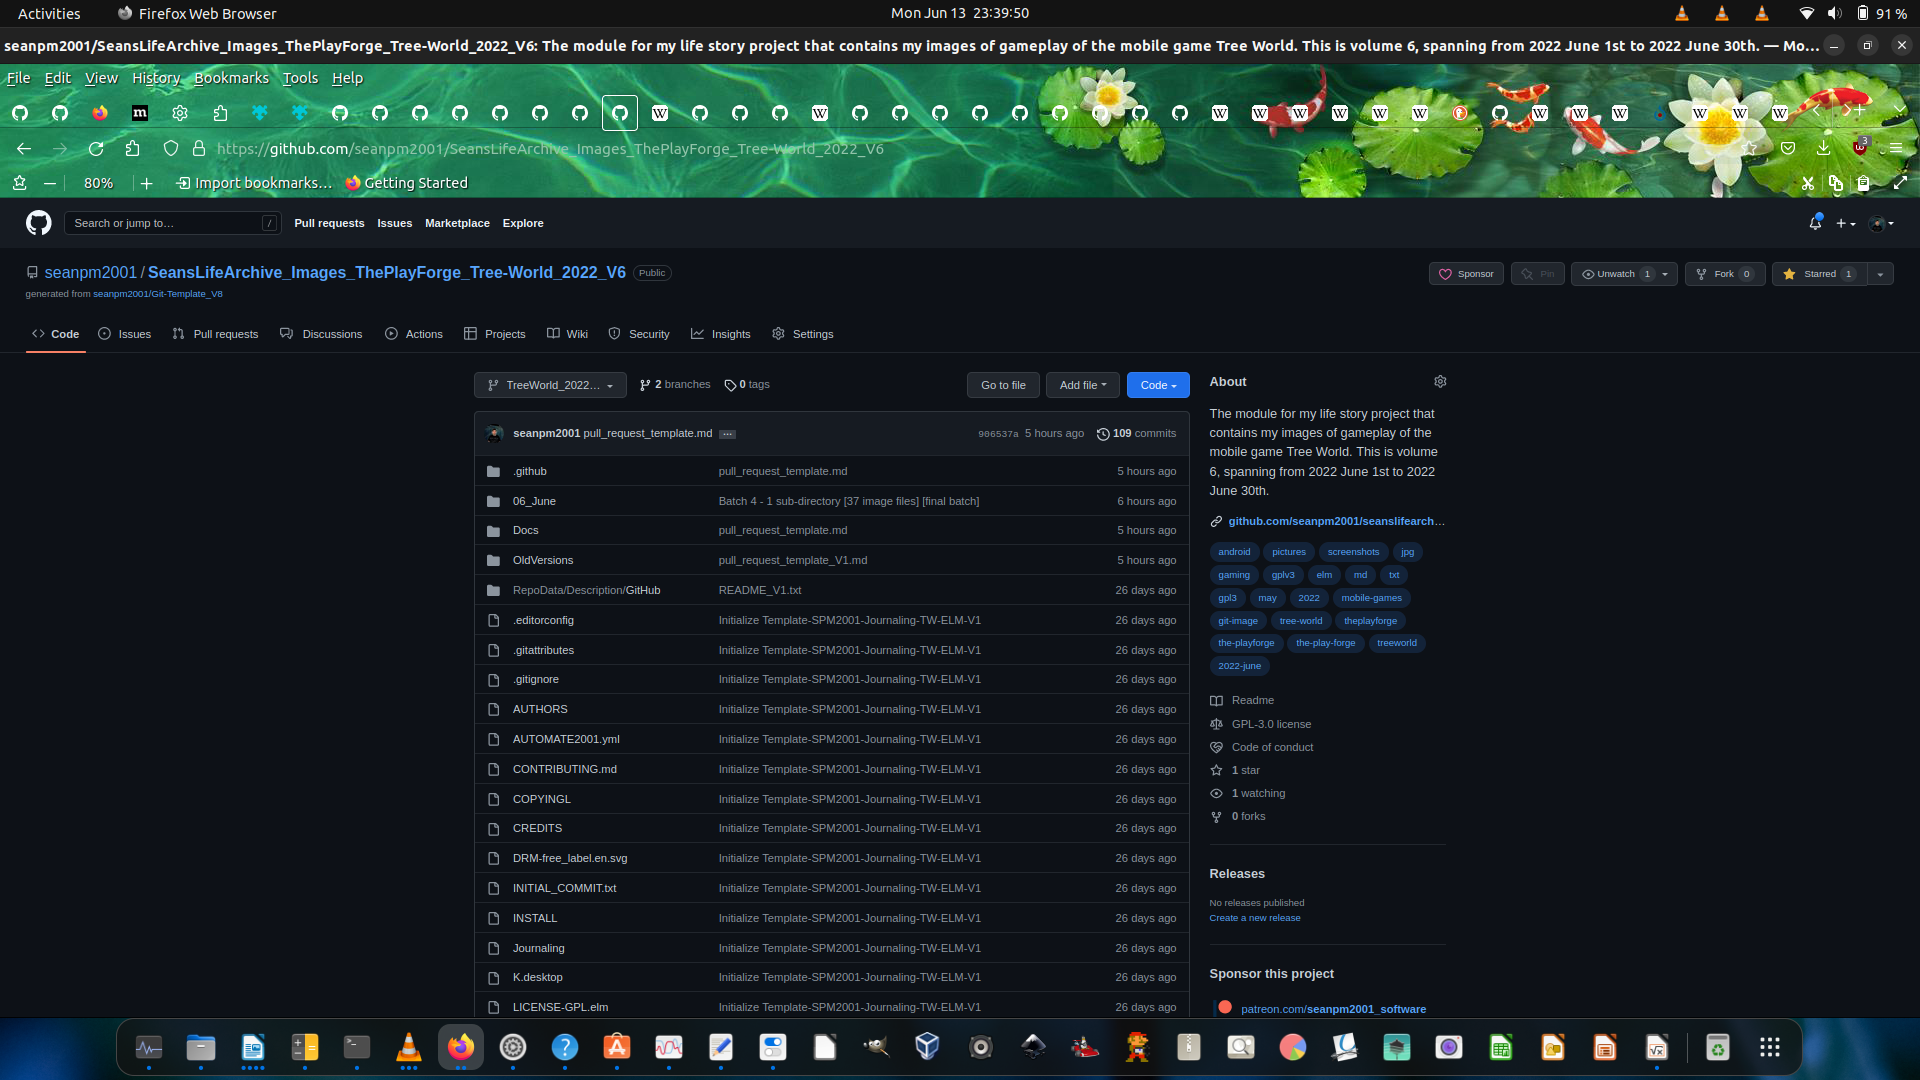 Activities
Firefox Web Browser
Mon Jun 13 23:39:50
91 %
seanpm2001/SeansLifeArchive_Images_ThePlayForge_Tree-World_2022_V6: The module for my life story project that contains my images of gameplay of the mobile game Tree World. This is volume 6, spanning from 2022 June 1st to 2022 June 30th. — Mo...
File Edit View History Bookmarks Tools Help
https://github.com/seanpm2001/SeansLifeArchive_Images_ThePlayForge_Tree-World_2022_V6
3
80%
Import bookmarks...
Getting Started
Search or jump to...
/
Pull requests Issues Marketplace Explore
seanpm2001 / SeansLifeArchive_Images_ThePlayForge_Tree-World_2022_V6 Public
Sponsor Pin Unwatch 1 Fork 0 Starred 1
generated from seanpm2001/Git-Template_V8
Code Issues Pull requests Discussions Actions Projects Wiki Security Insights Settings
TreeWorld_2022... 2 branches 0 tags
Go to file Add file Code
seanpm2001 pull_request_template.md ... 906537a 5 hours ago 109 commits
.github pull_request_template.md 5 hours ago
06_June Batch 4 - 1 sub-directory [37 image files] [final batch] 6 hours ago
Docs pull_request_template.md 5 hours ago
OldVersions pull_request_template_V1.md 5 hours ago
RepoData/Description/GitHub README_V1.txt 26 days ago
.editorconfig Initialize Template-SPM2001-Journaling-TW-ELM-V1 26 days ago
.gitattributes Initialize Template-SPM2001-Journaling-TW-ELM-V1 26 days ago
.gitignore Initialize Template-SPM2001-Journaling-TW-ELM-V1 26 days ago
AUTHORS Initialize Template-SPM2001-Journaling-TW-ELM-V1 26 days ago
AUTOMATE2001.yml Initialize Template-SPM2001-Journaling-TW-ELM-V1 26 days ago
CONTRIBUTING.md Initialize Template-SPM2001-Journaling-TW-ELM-V1 26 days ago
COPYINGL Initialize Template-SPM2001-Journaling-TW-ELM-V1 26 days ago
CREDITS Initialize Template-SPM2001-Journaling-TW-ELM-V1 26 days ago
DRM-free_label.en.svg Initialize Template-SPM2001-Journaling-TW-ELM-V1 26 days ago
INITIAL_COMMIT.txt Initialize Template-SPM2001-Journaling-TW-ELM-V1 26 days ago
INSTALL Initialize Template-SPM2001-Journaling-TW-ELM-V1 26 days ago
Journaling Initialize Template-SPM2001-Journaling-TW-ELM-V1 26 days ago
K.desktop Initialize Template-SPM2001-Journaling-TW-ELM-V1 26 days ago
LICENSE-GPL.elm Initialize Template-SPM2001-Journaling-TW-ELM-V1 26 days ago
About
The module for my life story project that
contains my images of gameplay of the
mobile game Tree World. This is volume
6, spanning from 2022 June 1st to 2022
June 30th.
github.com/seanpm2001/seanslifearch...
android pictures screenshots jpg
gaming gplv3 elm md txt
gpl3 may 2022 mobile-games
git-image tree-world theplayforge
the-playforge the-play-forge treeworld
2022-june
Readme
GPL-3.0 license
Code of conduct
1 star
1 watching
0 forks
Releases
No releases published
Create a new release
Sponsor this project
patreon.com/seanpm2001_software